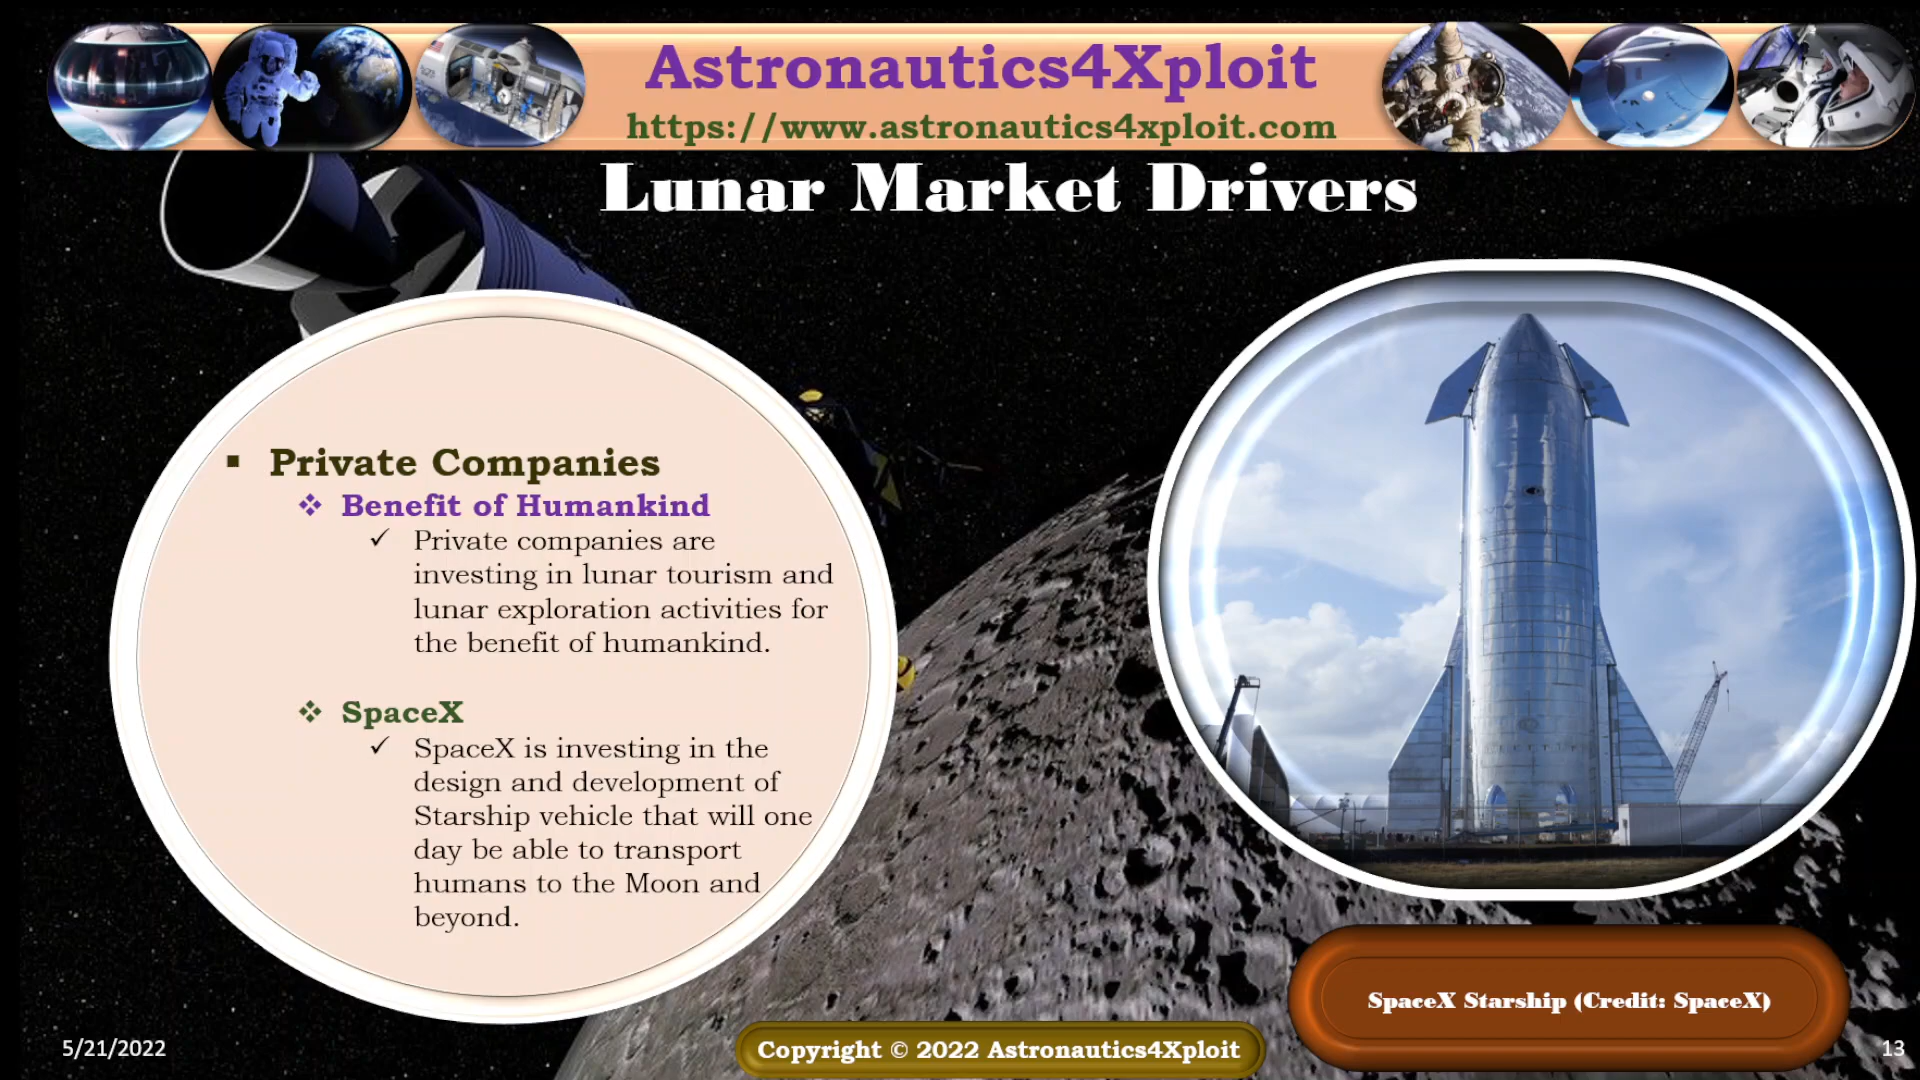 Astronautics4Xploit
https://www.astronautics4xploit.com
Lunar Market Drivers
▪ Private Companies
❖ Benefit of Humankind
✓ Private companies are
investing in lunar tourism and
lunar exploration activities for
the benefit of humankind.
❖ SpaceX
✓ SpaceX is investing in the
design and development of
Starship vehicle that will one
day be able to transport
humans to the Moon and
beyond.
SpaceX Starship (Credit: SpaceX)
5/21/2022
Copyright © 2022 Astronautics4Xploit
13